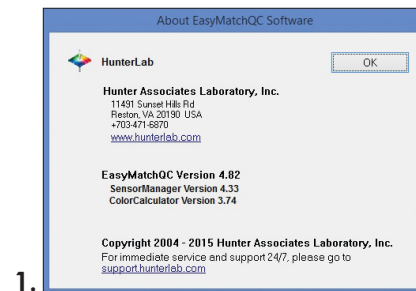 About EasyMatchQC Software
HunterLab
OK
Hunter Associates Laboratory, Inc.
11491 Sunset Hills Rd
Reston, VA 20190 USA
+703-471-6870
www.hunterlab.com
EasyMatchQC Version 4.82
SensorManager Version 4.33
ColorCalculator Version 3.74
Copyright 2004 - 2015 Hunter Associates Laboratory, Inc.
For immediate service and support 24/7, please go to
support.hunterlab.com
1.